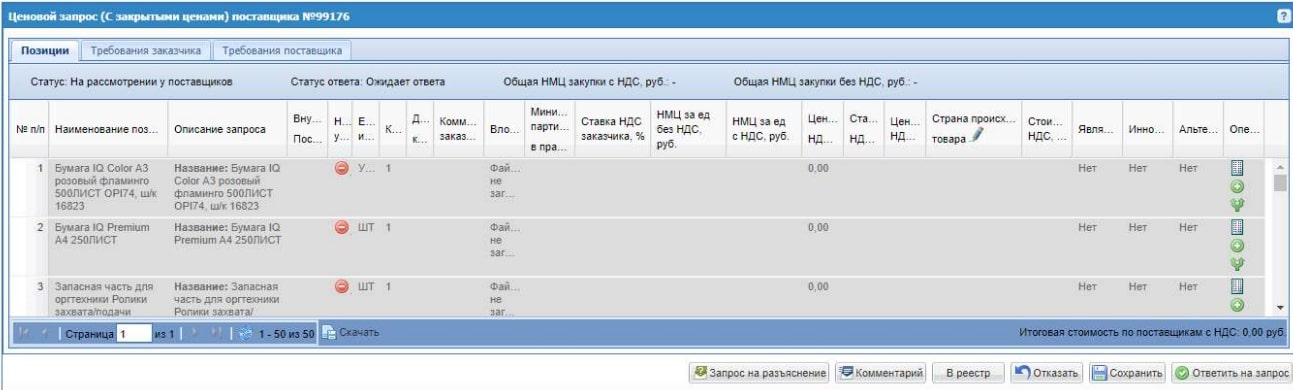 Ценовой запрос (С закрытыми ценами) поставщика №99176
?
Позиции Требования заказчика Требования поставщика
Статус: На рассмотрении у поставщиков Статус ответа: Ожидает ответа Общая НМЦ закупки с НДС, руб.: - Общая НМЦ закупки без НДС, руб.: -
№ п/п Наименование поз... Описание запроса Вну... Пос... Н... у... Е... и... К... Д... к... Комм... заказ... Вло... Мини... парти... в пра... Ставка НДС заказчика, % НМЦ за ед без НДС, руб. НМЦ за ед с НДС, руб. Цен... НД... Ста... НД... Цен... НД... Страна происх... товара Стои... НДС, ... Явля... Инно... Альте... Опе...
1 Бумага IQ Color А3 Название: Бумага IQ У... 1 Фай... 0,00 Нет Нет Нет
розовый фламинго Color А3 розовый не
500ЛИСТ OPI74, ш/к фламинго 500ЛИСТ заг...
16823 OPI74, ш/к 16823
2 Бумага IQ Premium Название: Бумага IQ ШТ 1 Фай... 0,00 Нет Нет Нет
А4 250ЛИСТ Premium А4 250ЛИСТ не
заг...
3 Запасная часть для Название: Запасная ШТ 1 Фай... 0,00 Нет Нет Нет
оргтехники Ролики часть для оргтехники не
захвата/подачи Ролики захвата/ заг...
Страница 1 из 1 1 - 50 из 50 Скачать Итоговая стоимость по поставщикам с НДС: 0,00 руб.
Запрос на разъяснение Комментарий В реестр Отказать Сохранить Ответить на запрос